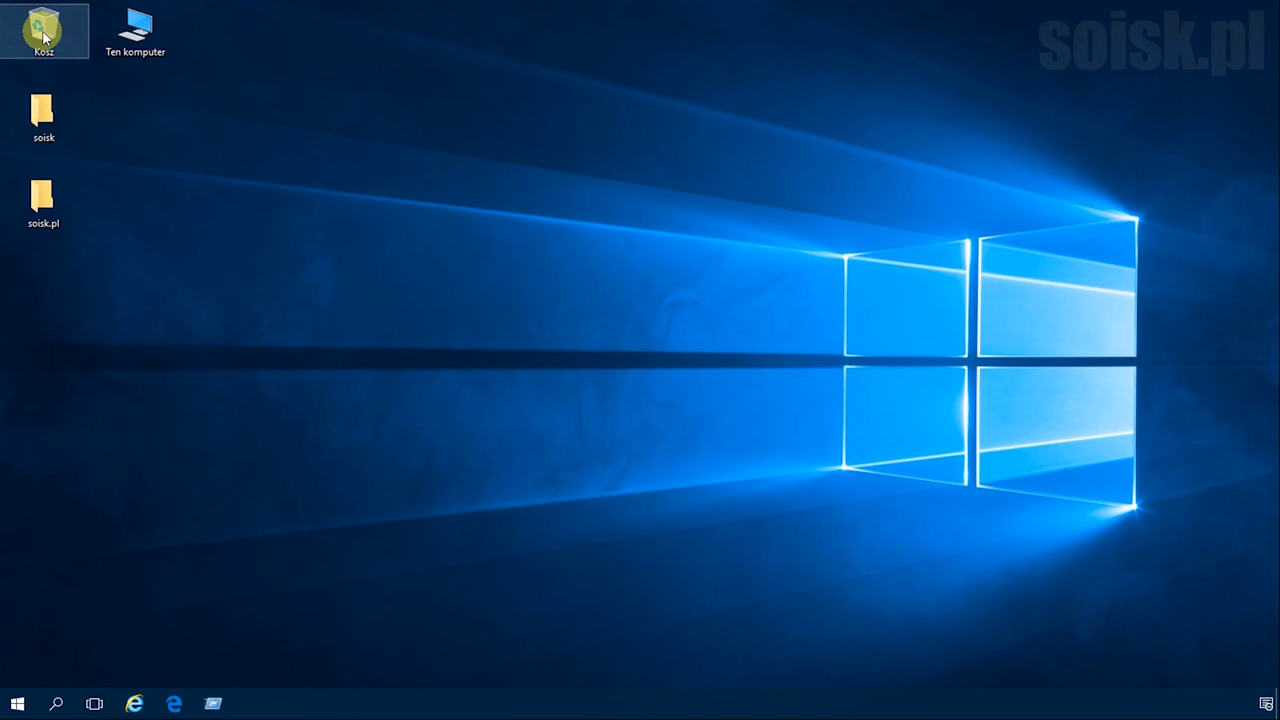 soisk.pl
Kosz
Ten komputer
soisk
soisk.pl